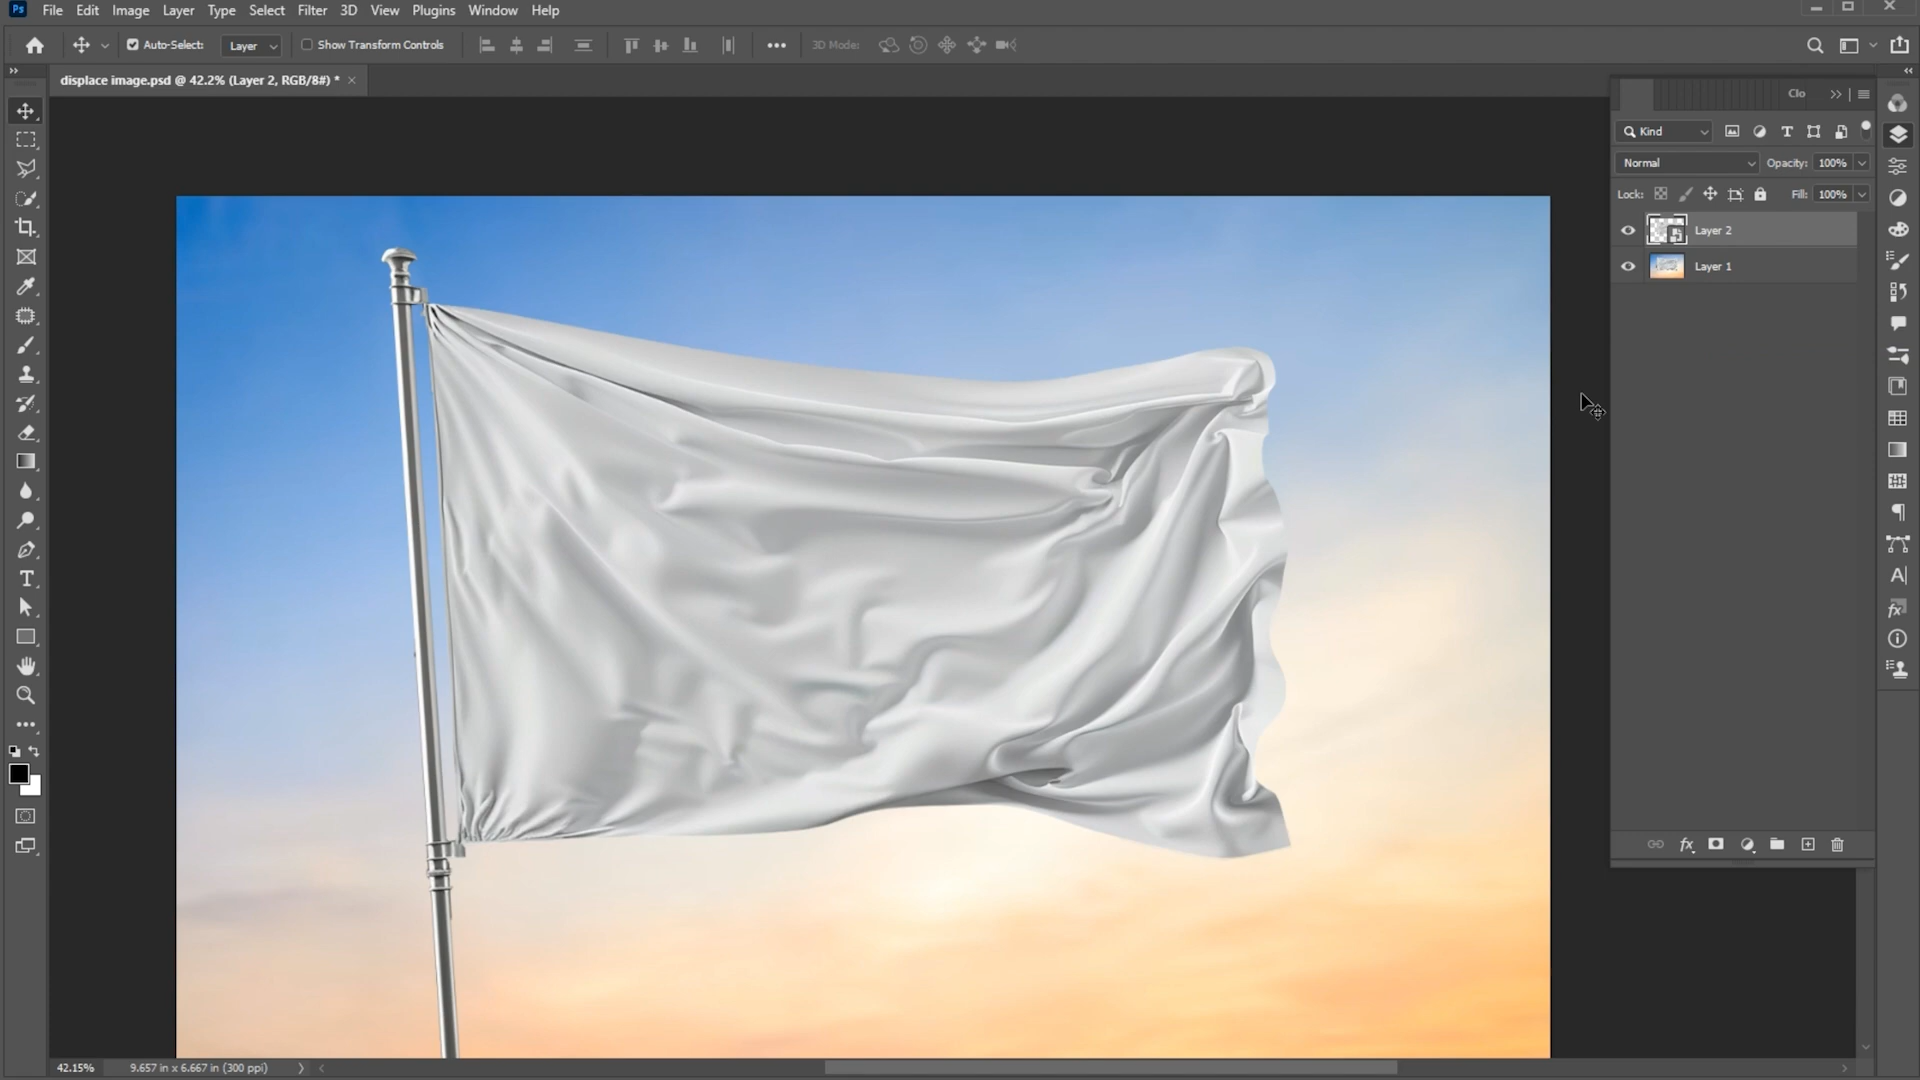 Ps File Edit Image Layer Type Select Filter 3D View Plugins Window Help
Auto-Select: Layer Show Transform Controls 3D Mode:
displace image.psd @ 42.2% (Layer 2, RGB/8#) *
Clo
Kind
Normal Opacity: 100%
Lock: Fill: 100%
Layer 2
Layer 1
42.15% 9.657 in x 6.667 in (300 ppi)